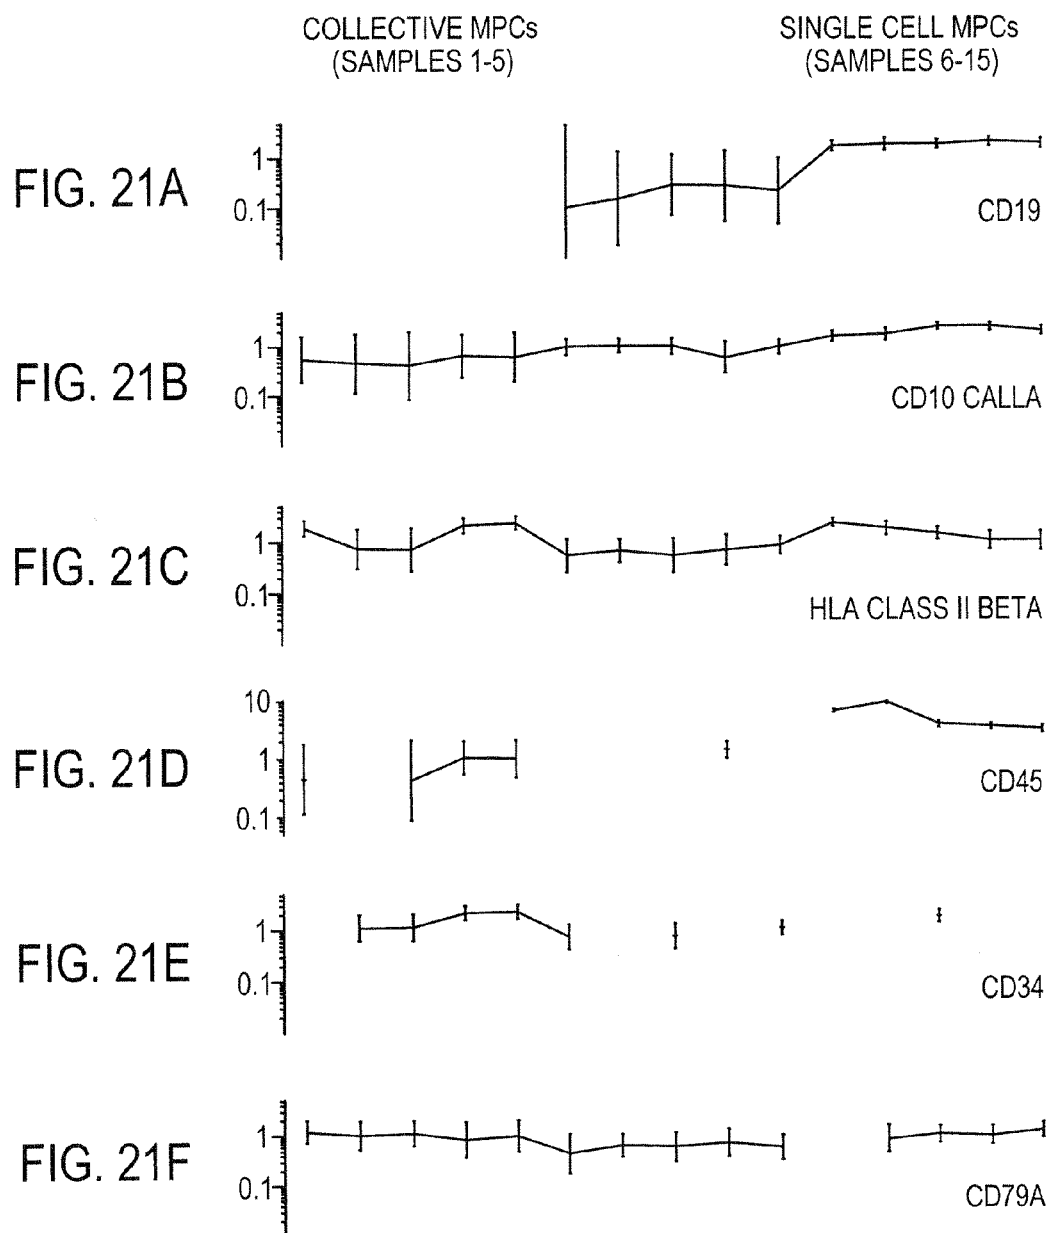 COLLECTIVE MPCs
(SAMPLES 1-5)
SINGLE CELL MPCs
(SAMPLES 6-15)
FIG. 21A
1
0.1
CD19
FIG. 21B
1
0.1
CD10 CALLA
FIG. 21C
1
0.1
HLA CLASS II BETA
FIG. 21D
10
1
0.1
CD45
FIG. 21E
1
0.1
CD34
FIG. 21F
1
0.1
CD79A